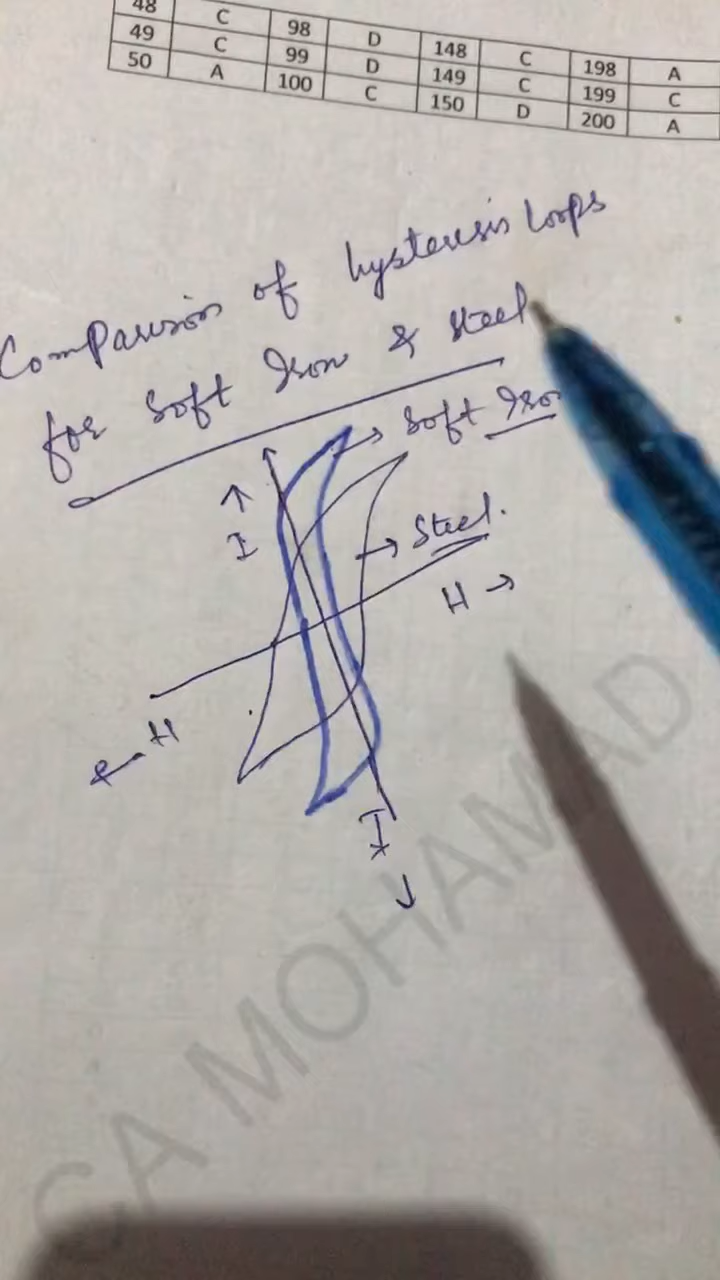 48 C 98 D 148 C 198 A
49 C 99 D 149 C 199 C
50 A 100 C 150 D 200 A
Comparision of hysteresis Loops
for Soft Iron & Steel
Soft Iron
↑
I
Steel.
H →
← H
I
↓
CA MOHAMAD